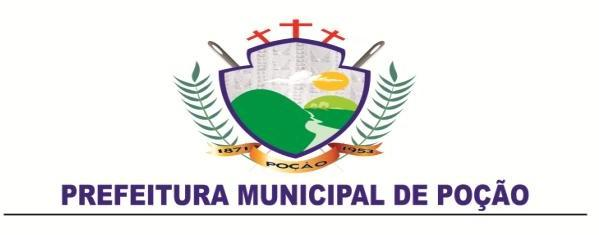 1871 1953
POÇÃO
PREFEITURA MUNICIPAL DE POÇÃO